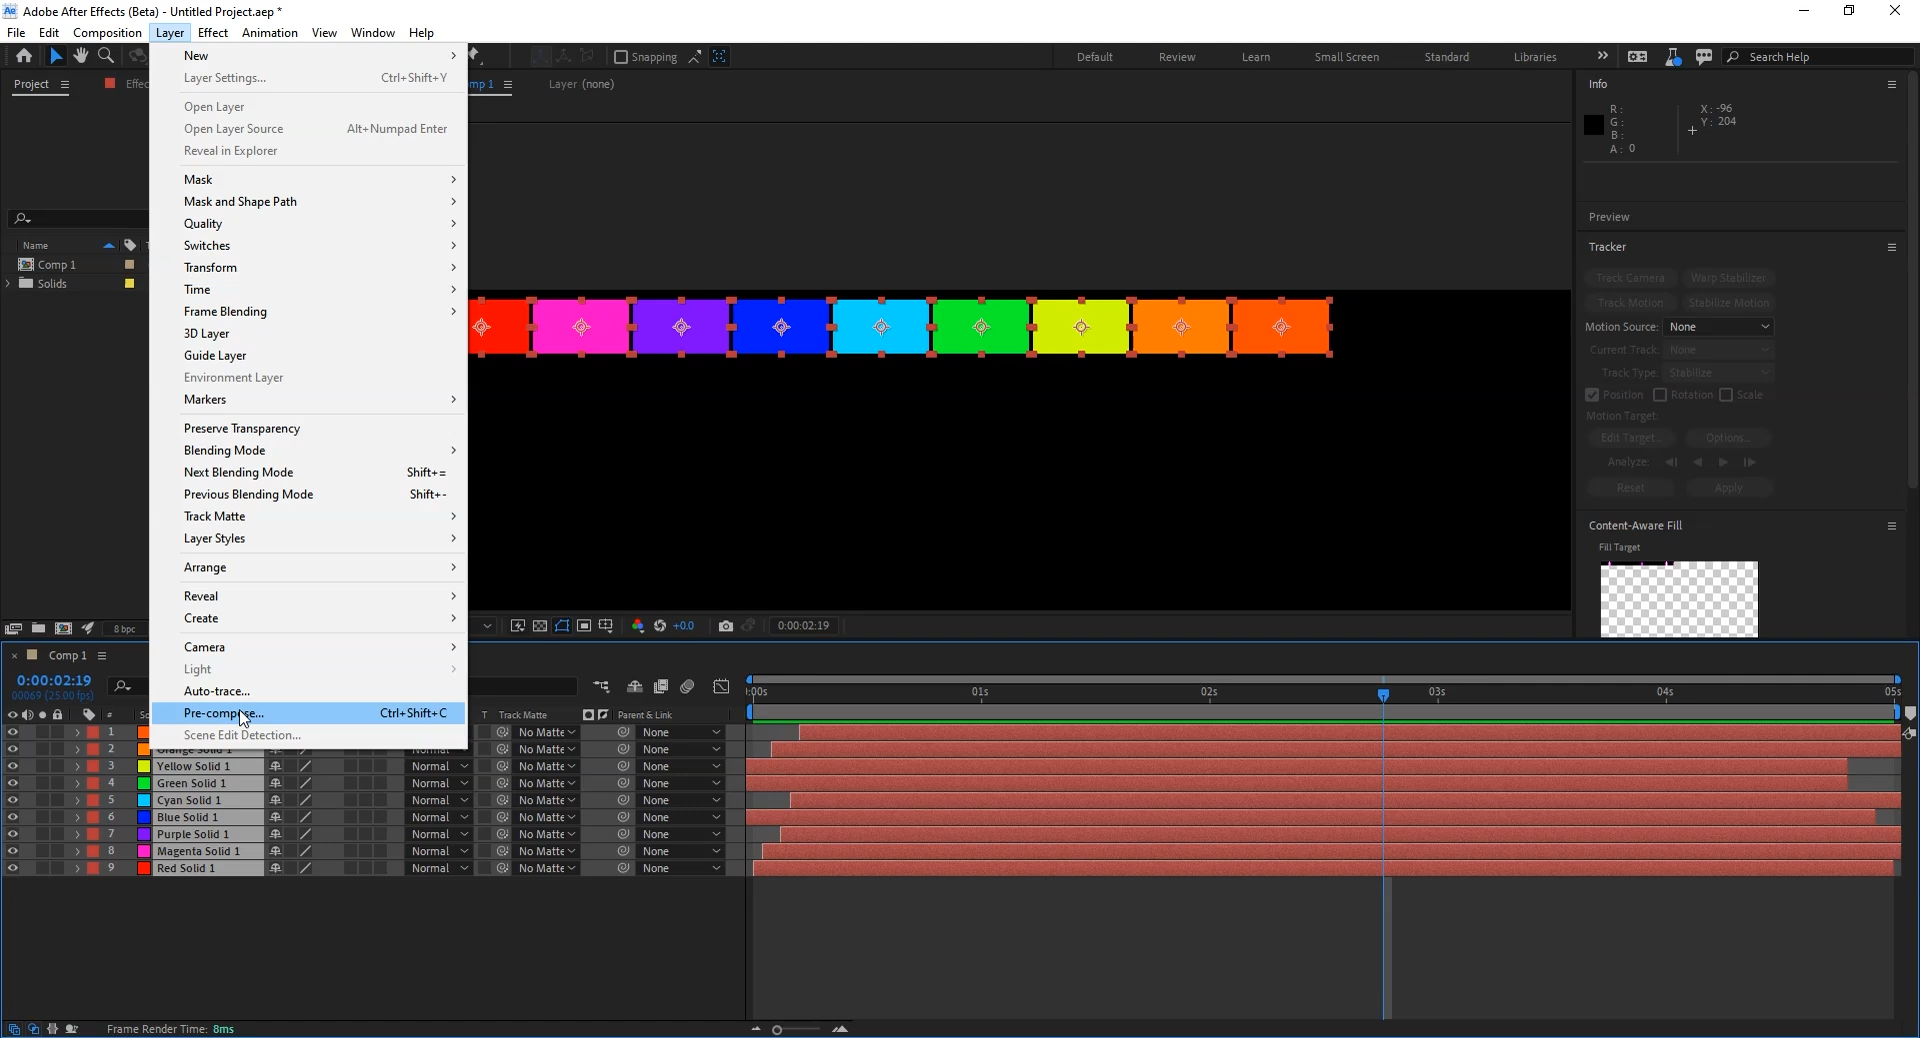 Adobe After Effects (Beta) - Untitled Project.aep *
File Edit Composition Layer Effect Animation View Window Help
Snapping
Default Review Learn Small Screen Standard Libraries
Search Help
Project
Layer (none)
New
Layer Settings... Ctrl+Shift+Y
Open Layer
Open Layer Source Alt+Numpad Enter
Reveal in Explorer
Mask
Mask and Shape Path
Quality
Switches
Transform
Time
Frame Blending
3D Layer
Guide Layer
Environment Layer
Markers
Preserve Transparency
Blending Mode
Next Blending Mode Shift+=
Previous Blending Mode Shift+-
Track Matte
Layer Styles
Arrange
Reveal
Create
Camera
Light
Auto-trace...
Pre-compose... Ctrl+Shift+C
Scene Edit Detection...
Name
Comp 1
Solids
8 bpc
+0.0
0:00:02:19
Info
R: X: -96
G: Y: 204
B:
A: 0
Preview
Tracker
Track Camera Warp Stabilizer
Track Motion Stabilize Motion
Motion Source: None
Current Track: None
Track Type: Stabilize
Position Rotation Scale
Motion Target:
Edit Target... Options...
Analyze:
Reset Apply
Content-Aware Fill
Fill Target
Comp 1
0:00:02:19
00069 (25.00 fps)
:00s 01s 02s 03s 04s 05s
# T Track Matte Parent & Link
1 No Matte None
2 Orange Solid 1 Normal No Matte None
3 Yellow Solid 1 Normal No Matte None
4 Green Solid 1 Normal No Matte None
5 Cyan Solid 1 Normal No Matte None
6 Blue Solid 1 Normal No Matte None
7 Purple Solid 1 Normal No Matte None
8 Magenta Solid 1 Normal No Matte None
9 Red Solid 1 Normal No Matte None
Frame Render Time: 8ms